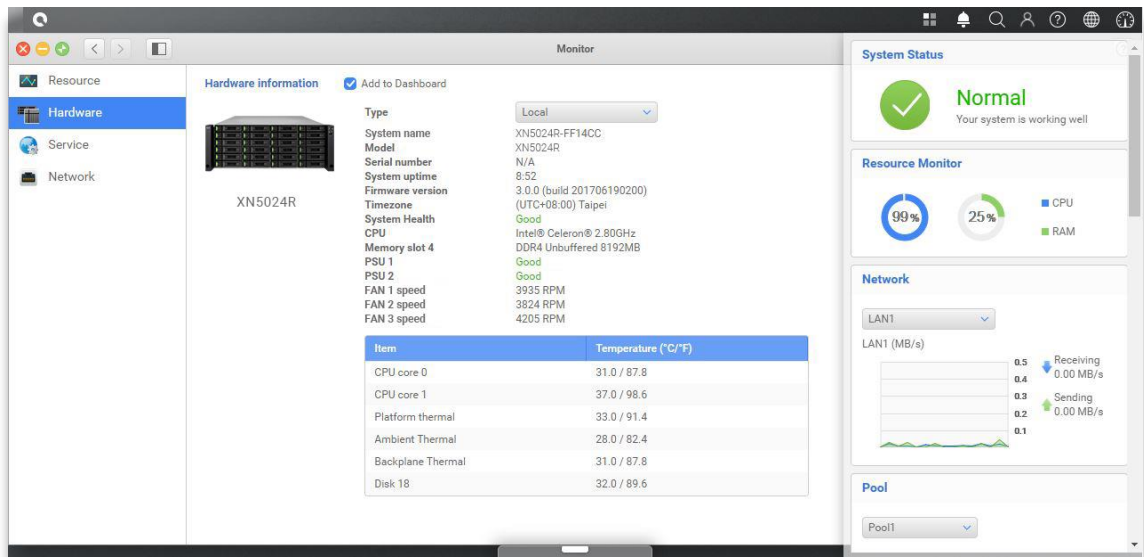 Monitor
Resource
Hardware
Service
Network
Hardware information
Add to Dashboard
XN5024R
Type Local
System name XN5024R-FF14CC
Model XN5024R
Serial number N/A
System uptime 8:52
Firmware version 3.0.0 (build 201706190200)
Timezone (UTC+08:00) Taipei
System Health Good
CPU Intel® Celeron® 2.80GHz
Memory slot 4 DDR4 Unbuffered 8192MB
PSU 1 Good
PSU 2 Good
FAN 1 speed 3935 RPM
FAN 2 speed 3824 RPM
FAN 3 speed 4205 RPM
Item Temperature (°C/°F)
CPU core 0 31.0 / 87.8
CPU core 1 37.0 / 98.6
Platform thermal 33.0 / 91.4
Ambient Thermal 28.0 / 82.4
Backplane Thermal 31.0 / 87.8
Disk 18 32.0 / 89.6
System Status
Normal
Your system is working well
Resource Monitor
99%
25%
CPU
RAM
Network
LAN1
LAN1 (MB/s)
0.5
0.4
0.3
0.2
0.1
Receiving
0.00 MB/s
Sending
0.00 MB/s
Pool
Pool1